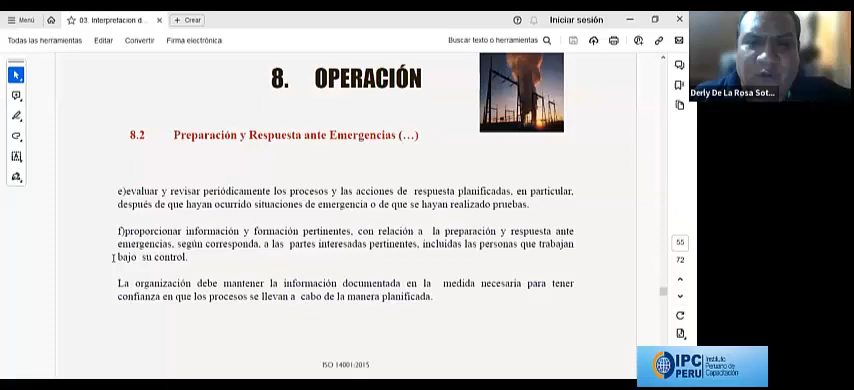 Menú
03. Interpretacion d...
Crear
Iniciar sesión
Todas las herramientas
Editar
Convertir
Firma electrónica
Buscar texto o herramientas
8. OPERACIÓN
8.2 Preparación y Respuesta ante Emergencias (…)
e)evaluar y revisar periódicamente los procesos y las acciones de respuesta planificadas, en particular,
después de que hayan ocurrido situaciones de emergencia o de que se hayan realizado pruebas.
f)proporcionar información y formación pertinentes, con relación a la preparación y respuesta ante
emergencias, según corresponda, a las partes interesadas pertinentes, incluidas las personas que trabajan
bajo su control.
La organización debe mantener la información documentada en la medida necesaria para tener
confianza en que los procesos se llevan a cabo de la manera planificada.
ISO 14001:2015
55
72
Derly De La Rosa Sot...
IPC
PERÚ
Instituto
Peruano de
Capacitación